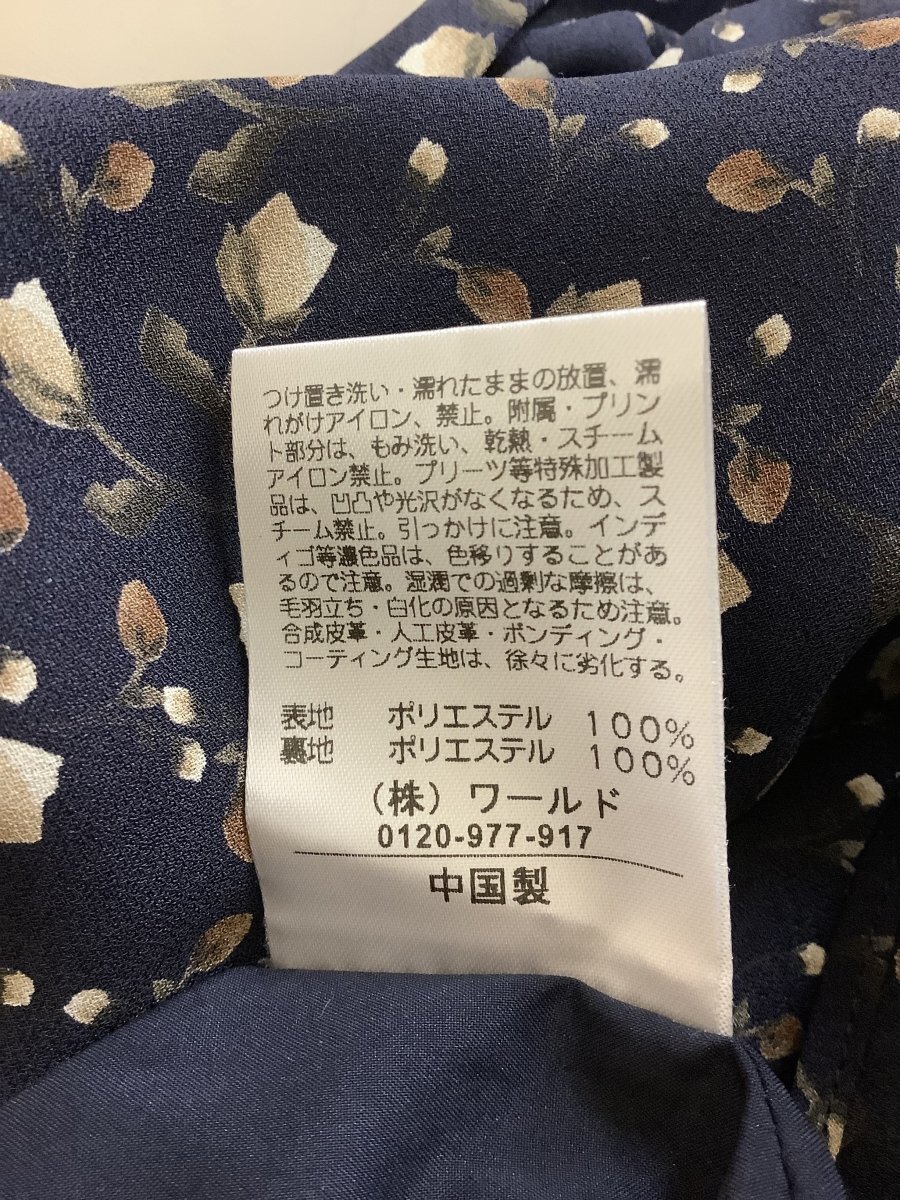 つけ置き洗い・濡れたままの放置、濡
れがけアイロン、禁止。附属・プリン
ト部分は、もみ洗い、乾熱・スチーム
アイロン禁止。プリーツ等特殊加工製
品は、凹凸や光沢がなくなるため、ス
チーム禁止。引っかけに注意。インデ
ィゴ等濃色品は、色移りすることがあ
るので注意。湿潤での過剰な摩擦は、
毛羽立ち・白化の原因となるため注意。
合成皮革・人工皮革・ボンディング・
コーティング生地は、徐々に劣化する。
表地 ポリエステル 100%
裏地 ポリエステル 100%
(株) ワールド
0120-977-917
中国製